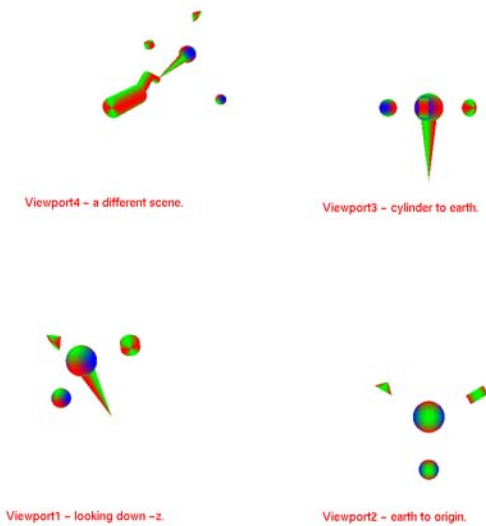 Viewport4 - a different scene.
Viewport3 - cylinder to earth.
Viewport1 - looking down -z.
Viewport2 - earth to origin.